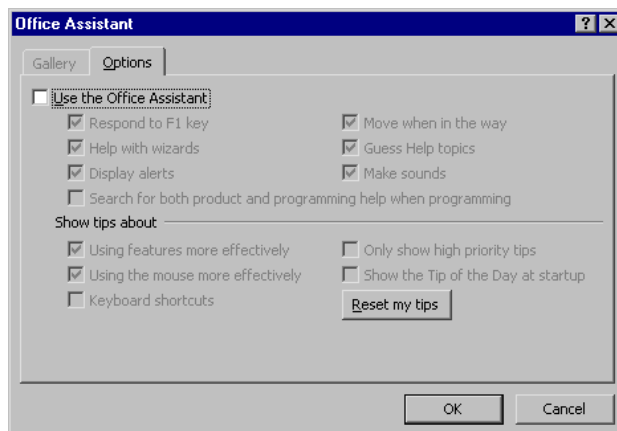 Office Assistant
Gallery Options
Use the Office Assistant
Respond to F1 key Move when in the way
Help with wizards Guess Help topics
Display alerts Make sounds
Search for both product and programming help when programming
Show tips about
Using features more effectively Only show high priority tips
Using the mouse more effectively Show the Tip of the Day at startup
Keyboard shortcuts Reset my tips
OK Cancel